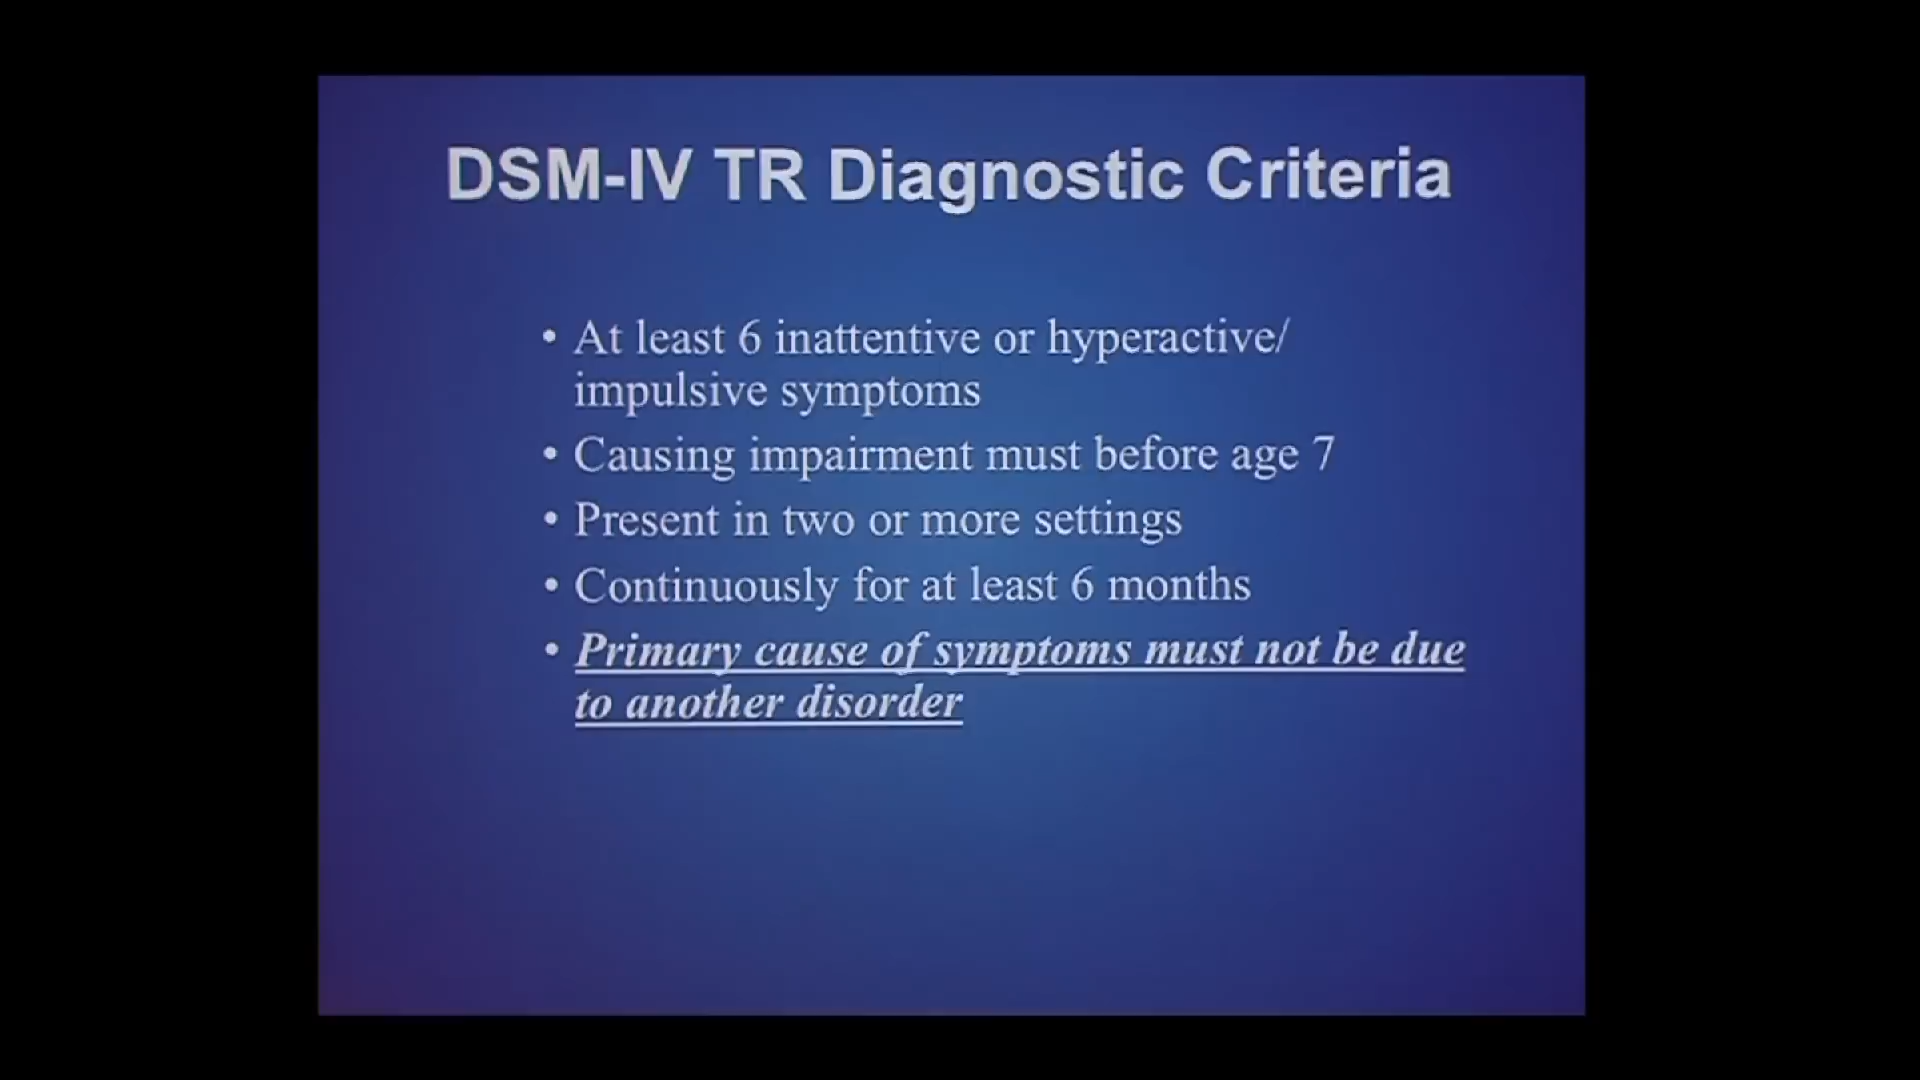 DSM-IV TR Diagnostic Criteria
• At least 6 inattentive or hyperactive/
impulsive symptoms
• Causing impairment must before age 7
• Present in two or more settings
• Continuously for at least 6 months
• Primary cause of symptoms must not be due
to another disorder